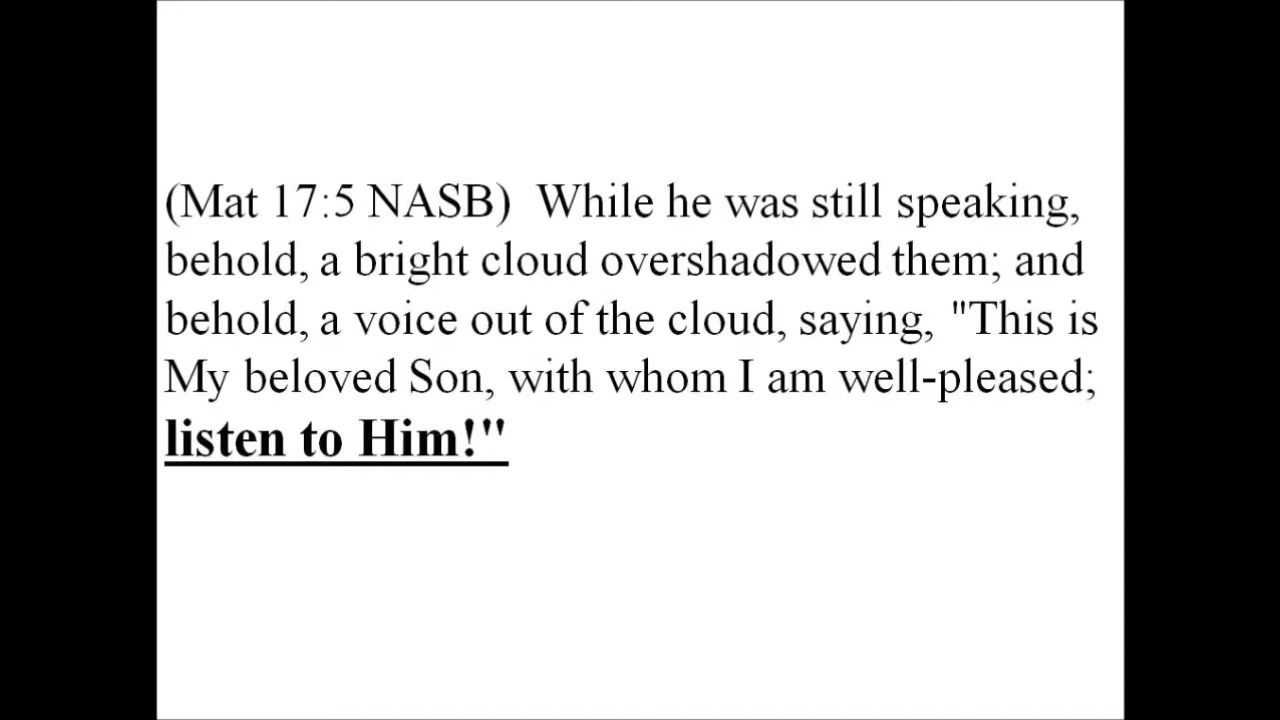 (Mat 17:5 NASB)  While he was still speaking,
behold, a bright cloud overshadowed them; and
behold, a voice out of the cloud, saying, "This is
My beloved Son, with whom I am well-pleased;
listen to Him!"